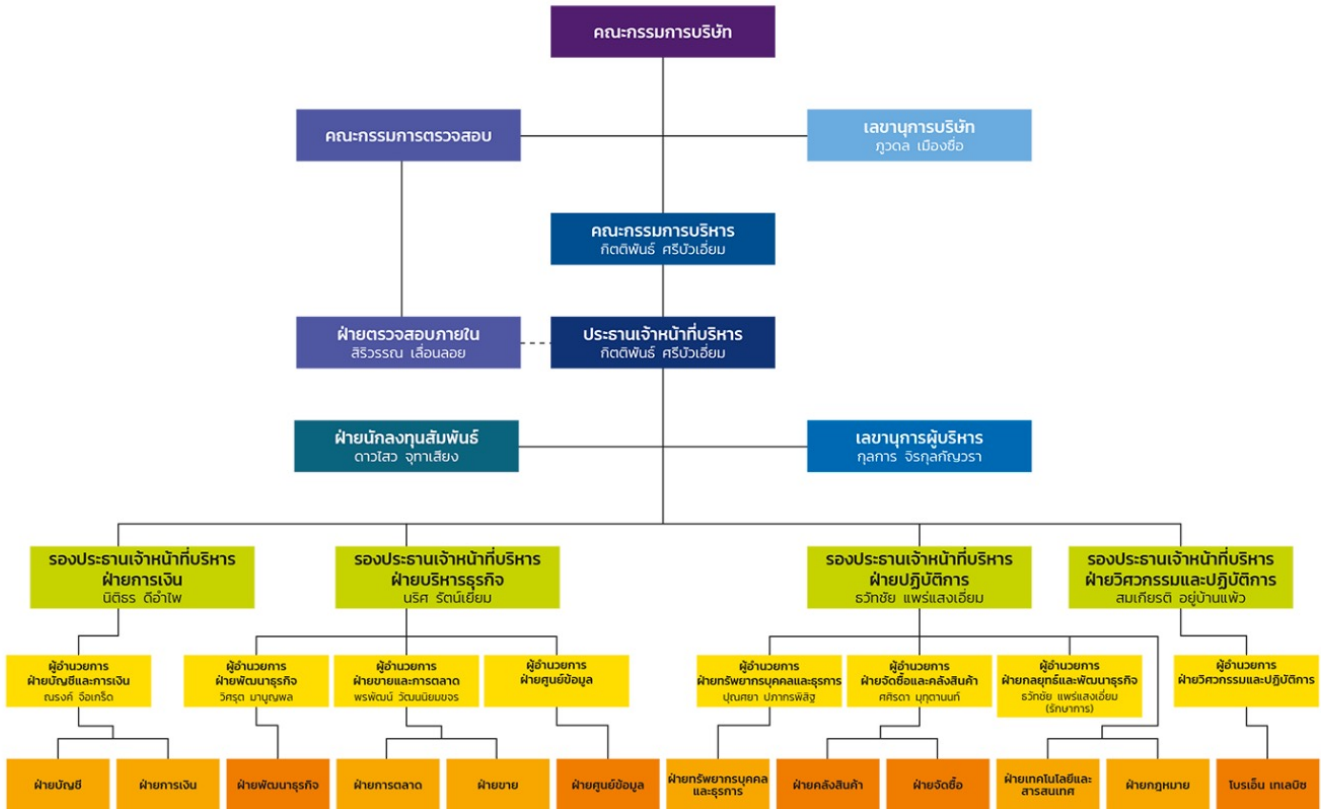 คณะกรรมการบริษัท
คณะกรรมการตรวจสอบ
เลขานุการบริษัท
ภูวดล เมืองซื่อ
คณะกรรมการบริหาร
กิตติพันธ์ ศรีบัวเอี่ยม
ฝ่ายตรวจสอบภายใน
สิริวรรณ เลื่อนลอย
ประธานเจ้าหน้าที่บริหาร
กิตติพันธ์ ศรีบัวเอี่ยม
ฝ่ายนักลงทุนสัมพันธ์
ดาวไสว จุฑาเสียง
เลขานุการผู้บริหาร
กุลการ จิรกุลกัญวรา
รองประธานเจ้าหน้าที่บริหาร
ฝ่ายการเงิน
นิติธร ดีอำไพ
รองประธานเจ้าหน้าที่บริหาร
ฝ่ายบริหารธุรกิจ
นริศ รัตน์เยี่ยม
รองประธานเจ้าหน้าที่บริหาร
ฝ่ายปฏิบัติการ
ธวัทชัย แพร่แสงเอี่ยม
รองประธานเจ้าหน้าที่บริหาร
ฝ่ายวิศวกรรมและปฏิบัติการ
สมเกียรติ อยู่บ้านแพ้ว
ผู้อำนวยการ
ฝ่ายบัญชีและการเงิน
ณรงค์ จือเกร็ด
ผู้อำนวยการ
ฝ่ายพัฒนาธุรกิจ
วิศรุต มาบูญพล
ผู้อำนวยการ
ฝ่ายขายและการตลาด
พรพัฒน์ วัฒนนิยมขจร
ผู้อำนวยการ
ฝ่ายศูนย์ข้อมูล
ผู้อำนวยการ
ฝ่ายทรัพยากรบุคคลและธุรการ
ปุณศยา ปภากรพิสิฐ
ผู้อำนวยการ
ฝ่ายจัดซื้อและคลังสินค้า
ศศิรดา มุกุตานนท์
ผู้อำนวยการ
ฝ่ายกลยุทธ์และพัฒนาธุรกิจ
ธวัทชัย แพร่แสงเอี่ยม
(รักษาการ)
ผู้อำนวยการ
ฝ่ายวิศวกรรมและปฏิบัติการ
ฝ่ายบัญชี
ฝ่ายการเงิน
ฝ่ายพัฒนาธุรกิจ
ฝ่ายการตลาด
ฝ่ายขาย
ฝ่ายศูนย์ข้อมูล
ฝ่ายทรัพยากรบุคคล
และธุรการ
ฝ่ายคลังสินค้า
ฝ่ายจัดซื้อ
ฝ่ายเทคโนโลยีและ
สารสนเทศ
ฝ่ายกฎหมาย
โบรเอ็น เทเลบิซ